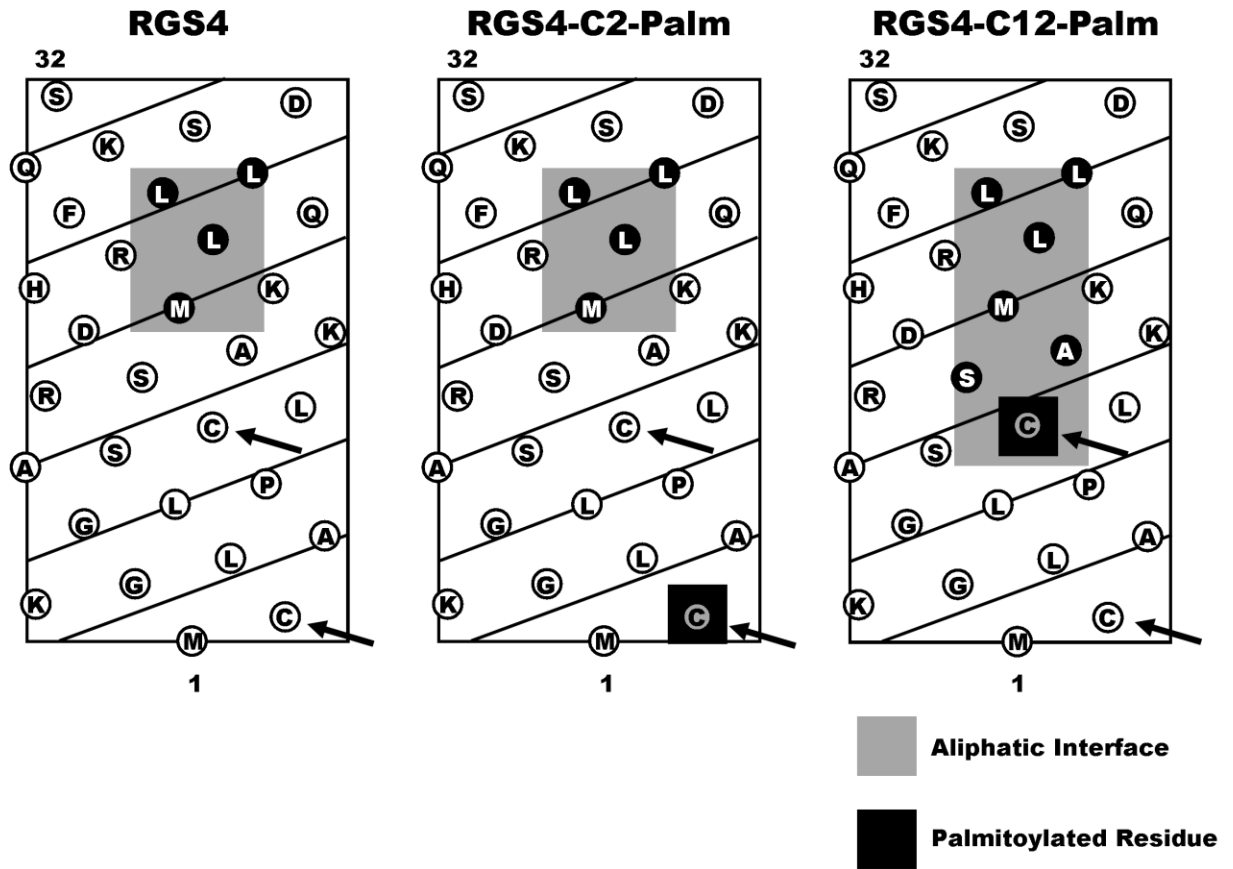 RGS4
32
S D
K S
Q L L
F L Q
R
H M K
D A K
R S
C L
A S
L P
G L A
K G C
M
1
RGS4-C2-Palm
32
S D
K S
Q L L
F L Q
R
H M K
D A K
R S
C L
A S
L P
G L A
K G C
M
1
RGS4-C12-Palm
32
S D
K S
Q L L
F L Q
R
H M K
D A K
R S
C L
A S
L P
G L A
K G C
M
1
Aliphatic Interface
Palmitoylated Residue